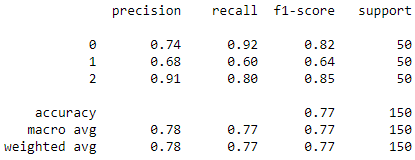 precision recall f1-score support
0 0.74 0.92 0.82 50
1 0.68 0.60 0.64 50
2 0.91 0.80 0.85 50
accuracy 0.77 150
macro avg 0.78 0.77 0.77 150
weighted avg 0.78 0.77 0.77 150